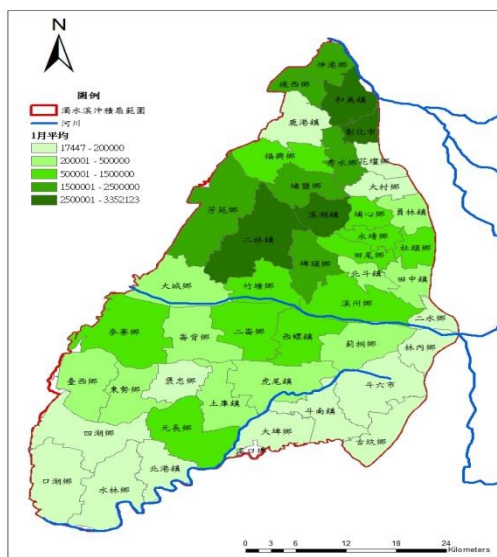 N
圖例
濁水溪沖積扇範圍
河川
1月平均
17447 - 200000
200001 - 500000
500001 - 1500000
1500001 - 2500000
2500001 - 3352123
伸港鄉
線西鄉
和美鎮
鹿港鎮
彰化市
福興鄉
秀水鄉
花壇鄉
埔鹽鄉
大村鄉
芳苑鄉
溪湖鎮
埔心鄉
員林鎮
二林鎮
永靖鄉
社頭鄉
埤頭鄉
田尾鄉
北斗鎮
田中鎮
大城鄉
竹塘鄉
溪州鄉
二水鄉
麥寮鄉
崙背鄉
二崙鄉
西螺鎮
莿桐鄉
林內鄉
臺西鄉
東勢鄉
褒忠鄉
虎尾鎮
斗六市
土庫鎮
斗南鎮
四湖鄉
元長鄉
大埤鄉
古坑鄉
北港鎮
溪口鄉
口湖鄉
水林鄉
0 3 6 12 18 24
Kilometers